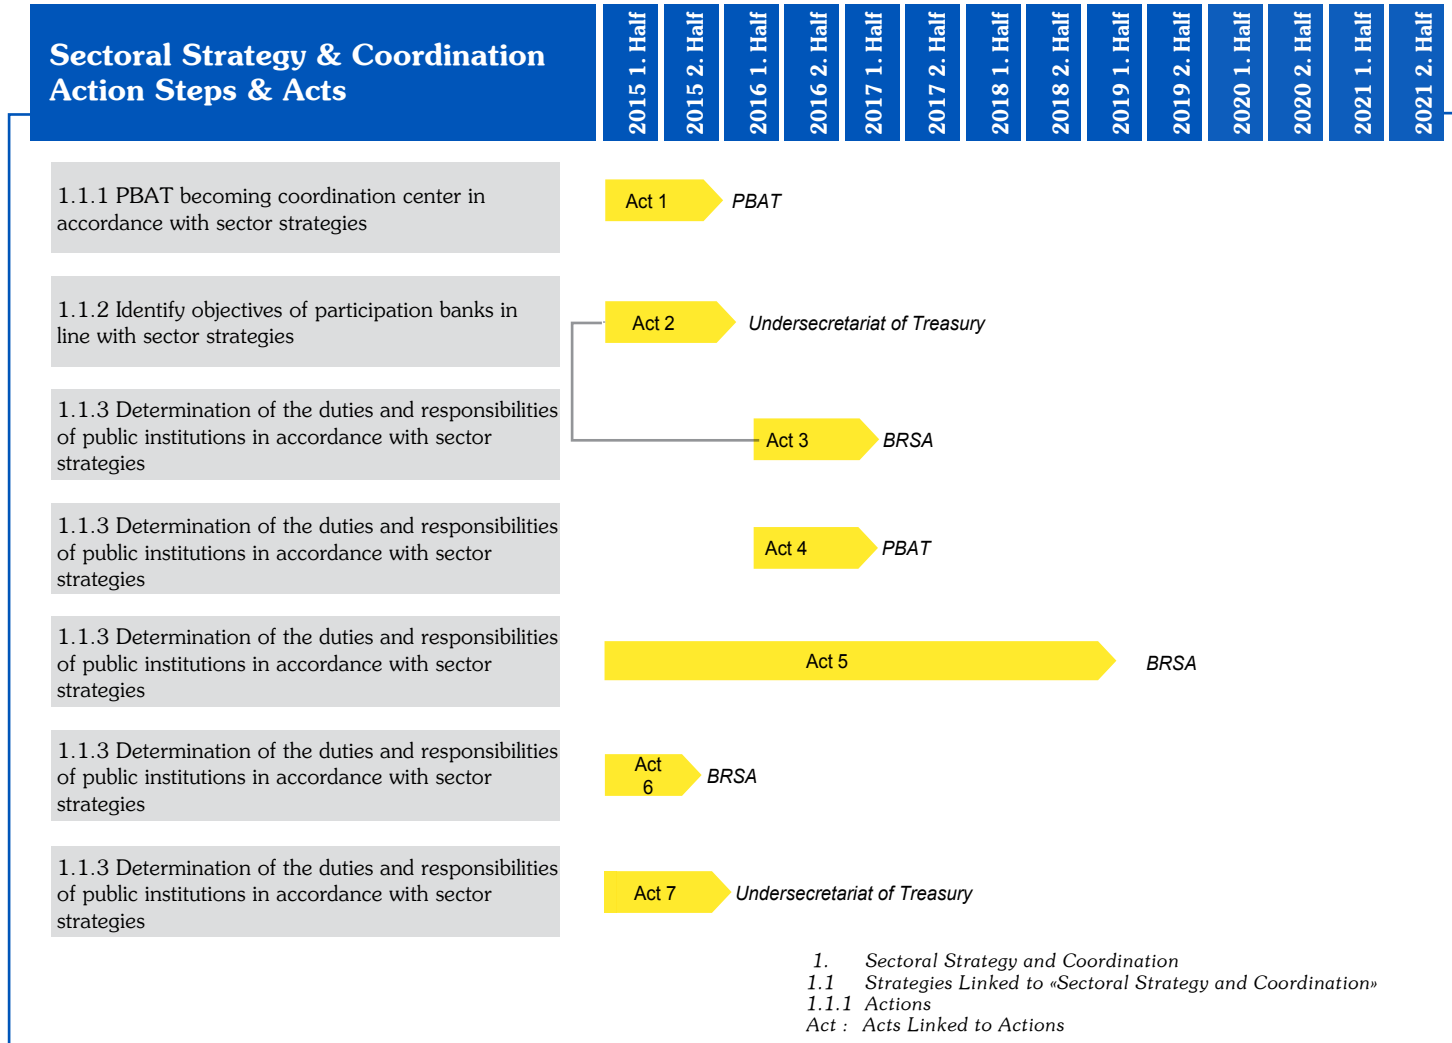 Sectoral Strategy & Coordination
Action Steps & Acts
2015 1. Half
2015 2. Half
2016 1. Half
2016 2. Half
2017 1. Half
2017 2. Half
2018 1. Half
2018 2. Half
2019 1. Half
2019 2. Half
2020 1. Half
2020 2. Half
2021 1. Half
2021 2. Half
1.1.1 PBAT becoming coordination center in
accordance with sector strategies
Act 1
PBAT
1.1.2 Identify objectives of participation banks in
line with sector strategies
Act 2
Undersecretariat of Treasury
1.1.3 Determination of the duties and responsibilities
of public institutions in accordance with sector
strategies
Act 3
BRSA
1.1.3 Determination of the duties and responsibilities
of public institutions in accordance with sector
strategies
Act 4
PBAT
1.1.3 Determination of the duties and responsibilities
of public institutions in accordance with sector
strategies
Act 5
BRSA
1.1.3 Determination of the duties and responsibilities
of public institutions in accordance with sector
strategies
Act
6
BRSA
1.1.3 Determination of the duties and responsibilities
of public institutions in accordance with sector
strategies
Act 7
Undersecretariat of Treasury
1. Sectoral Strategy and Coordination
1.1 Strategies Linked to «Sectoral Strategy and Coordination»
1.1.1 Actions
Act : Acts Linked to Actions